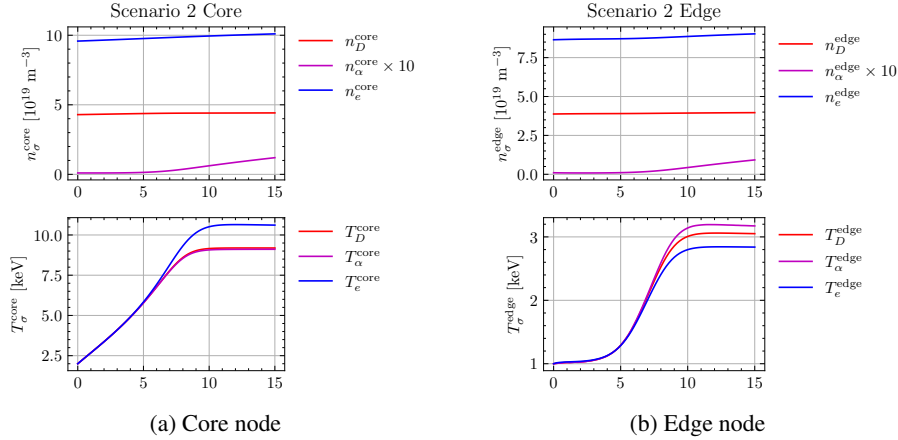 Scenario 2 Core
n_σ^core [10^19 m^−3]
10
5
0
0 5 10 15
n_D^core
n_α^core × 10
n_e^core
T_σ^core [keV]
10.0
7.5
5.0
2.5
0 5 10 15
T_D^core
T_α^core
T_e^core
(a) Core node
Scenario 2 Edge
n_σ^edge [10^19 m^−3]
7.5
5.0
2.5
0.0
0 5 10 15
n_D^edge
n_α^edge × 10
n_e^edge
T_σ^edge [keV]
3
2
1
0 5 10 15
T_D^edge
T_α^edge
T_e^edge
(b) Edge node